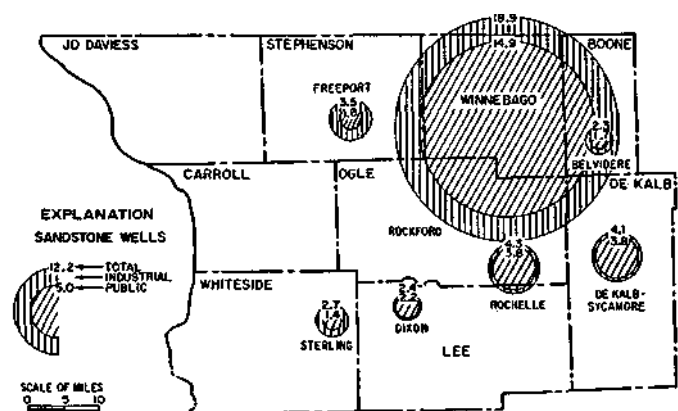 18.9
14.9
JO DAVIESS
STEPHENSON
BOONE
FREEPORT
3.5
WINNEBAGO
2.3
BELVIDERE
CARROLL
OGLE
DE KALB
EXPLANATION
SANDSTONE WELLS
ROCKFORD
4.1
3.8
4.3
3.8
12.2 TOTAL
INDUSTRIAL
5.0 PUBLIC
WHITESIDE
2.4
2.2
ROCHELLE
DE KALB-
SYCAMORE
2.7
1.4
DIXON
STERLING
LEE
SCALE OF MILES
0 5 10